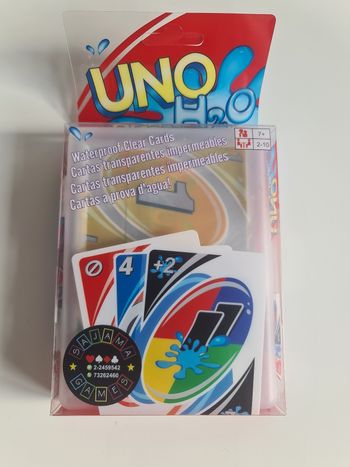 UNO
H2O
Waterproof Clear Cards
Cartas transparentes impermeables
Cartas transparentes impermeables
Cartas à prova d'água!
7+
2-10
UNO
4
+2
SAJAMA
2-2459542
73262460
GAMES